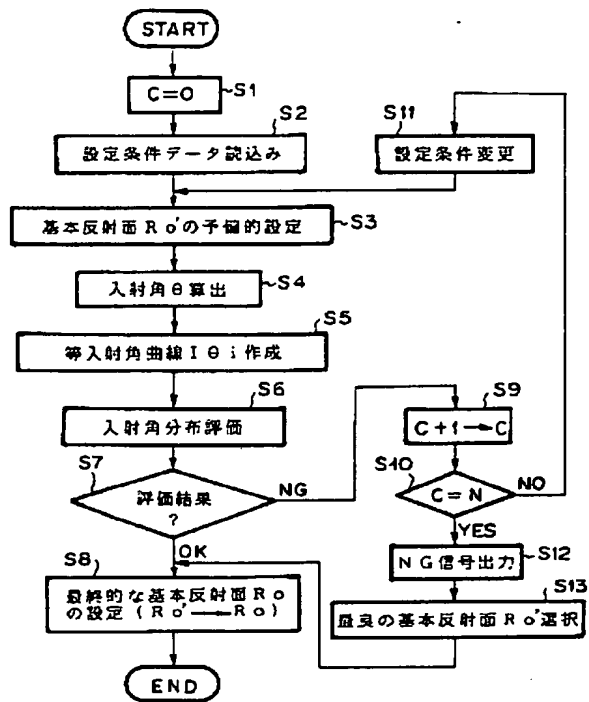 START
C=0
S1
S2
設定条件データ読込み
S11
設定条件変更
基本反射面Ro'の予備的設定
S3
入射角θ算出
S4
S5
等入射角曲線Iθi作成
S6
入射角分布評価
S7
評価結果
?
NG
OK
S9
C+1→C
S10
C=N
NO
YES
NG信号出力
S12
S13
最良の基本反射面Ro'選択
S8
最終的な基本反射面Ro
の設定(Ro'→Ro)
END